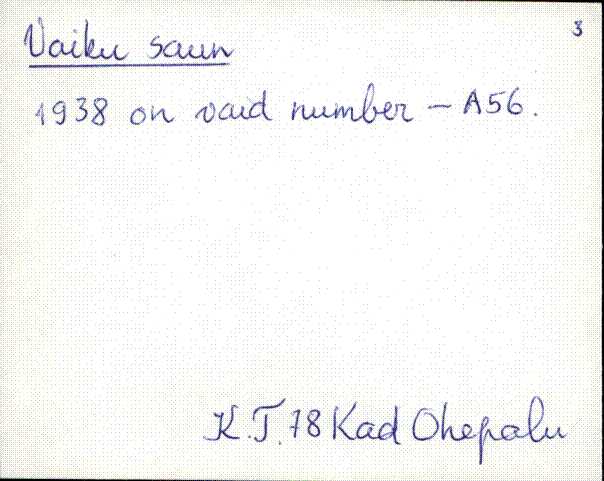 3
Vaiku saun
1938 on vaid number – A56.
K.T. 78 Kad Ohepalu